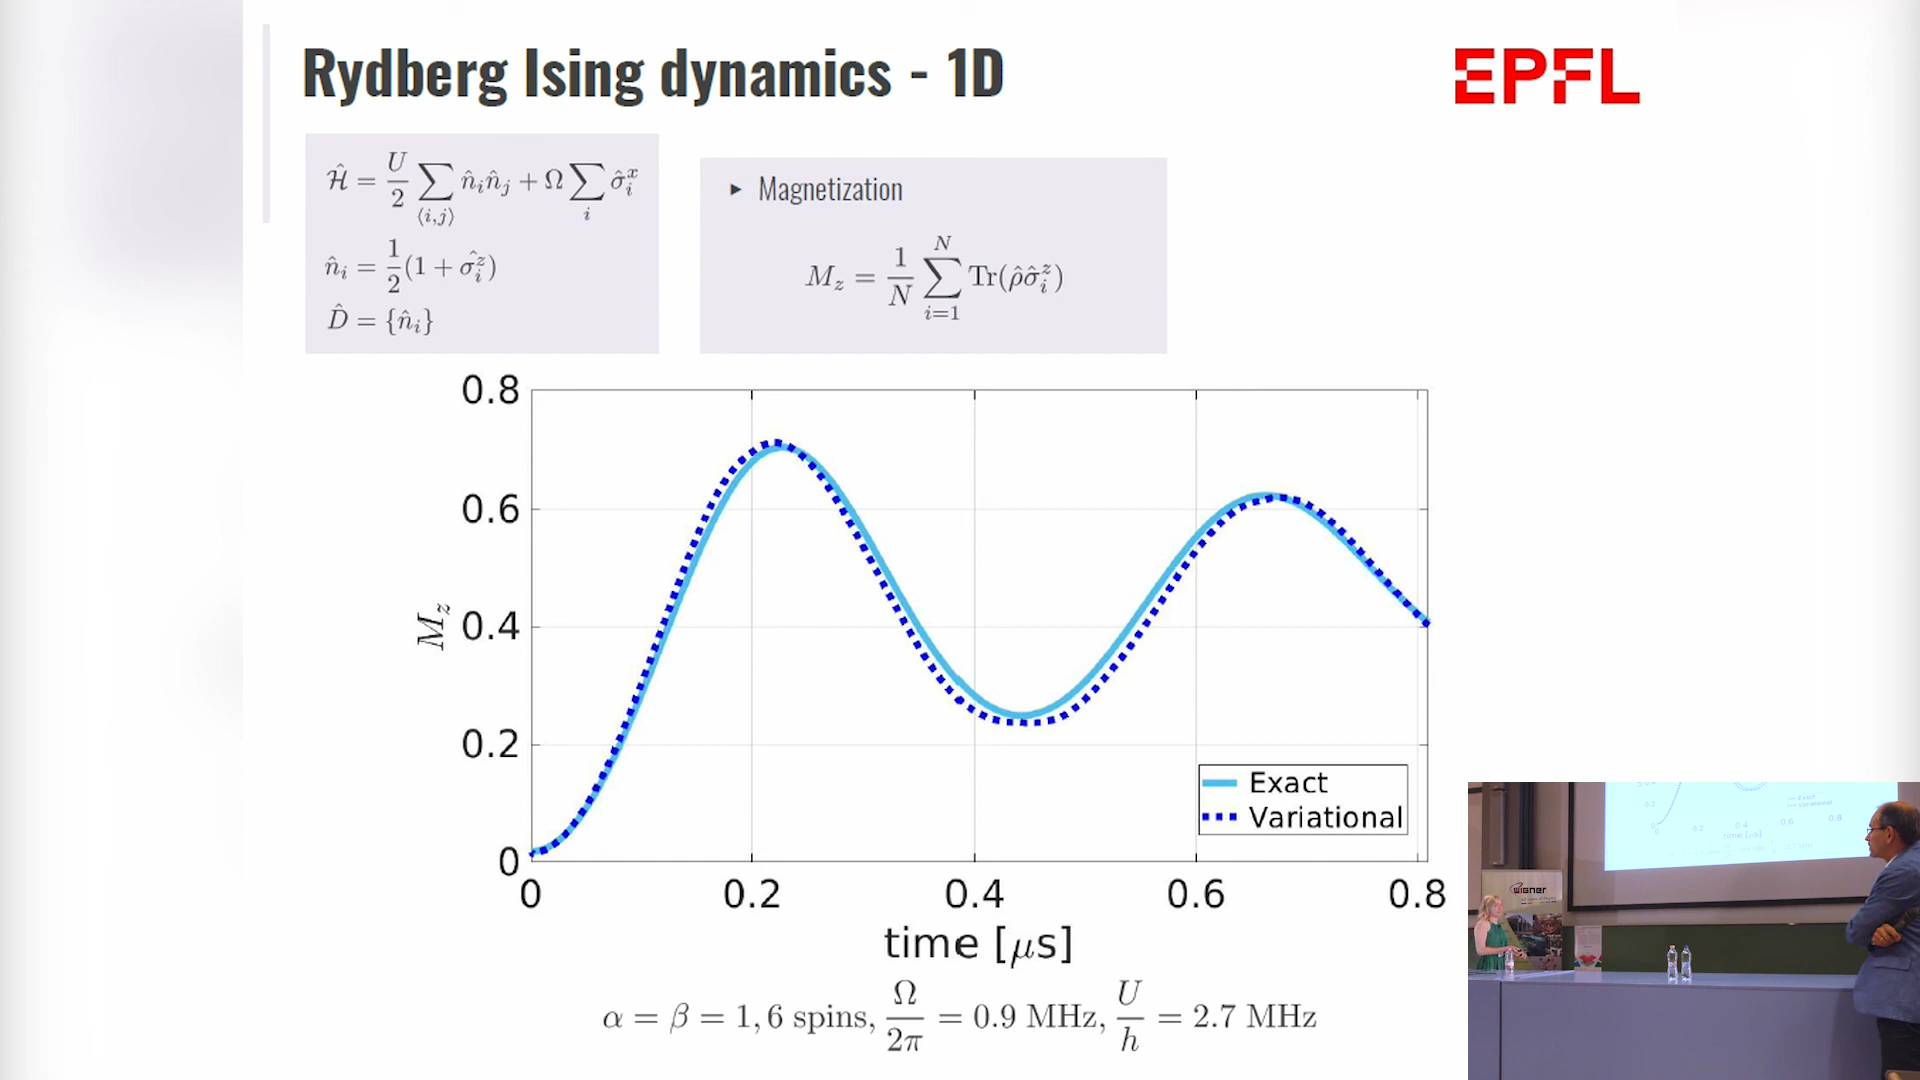 Rydberg Ising dynamics - 1D
EPFL
Ĥ = U/2 ∑⟨i,j⟩ n̂ᵢn̂ⱼ + Ω ∑ᵢ σ̂ᵢˣ
n̂ᵢ = 1/2 (1 + σ̂ᵢᶻ)
D̂ = {n̂ᵢ}
▸ Magnetization
M_z = 1/N ∑_{i=1}^{N} Tr(ρ̂σ̂ᵢᶻ)
0.8
0.6
0.4
0.2
0
M_z
Exact
Variational
0 0.2 0.4 0.6 0.8
time [μs]
α = β = 1, 6 spins, Ω/2π = 0.9 MHz, U/h = 2.7 MHz
wigner